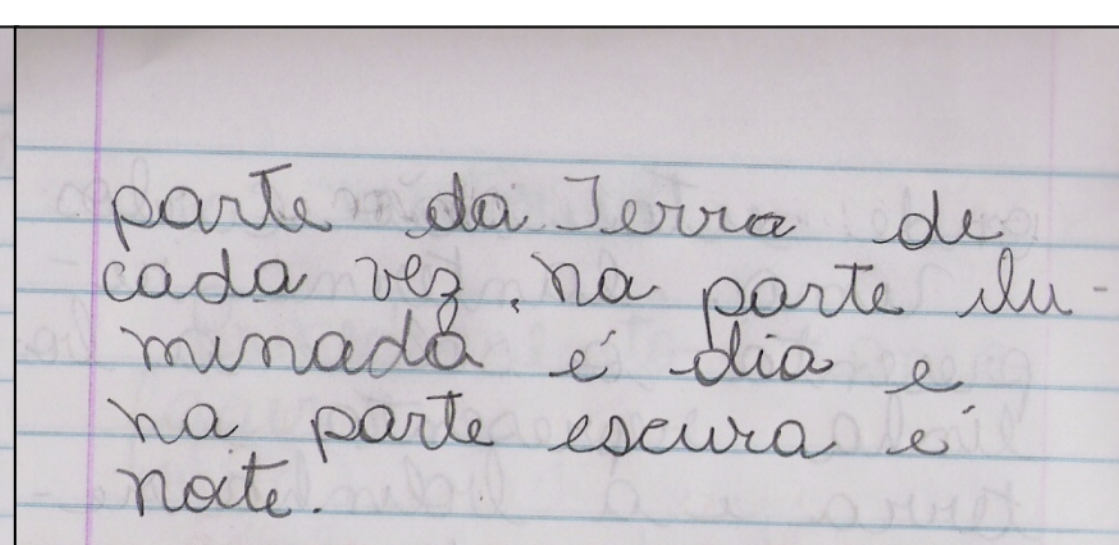 parte da Terra de
cada vez, na parte ilu-
minada é dia e
na parte escura é
noite.